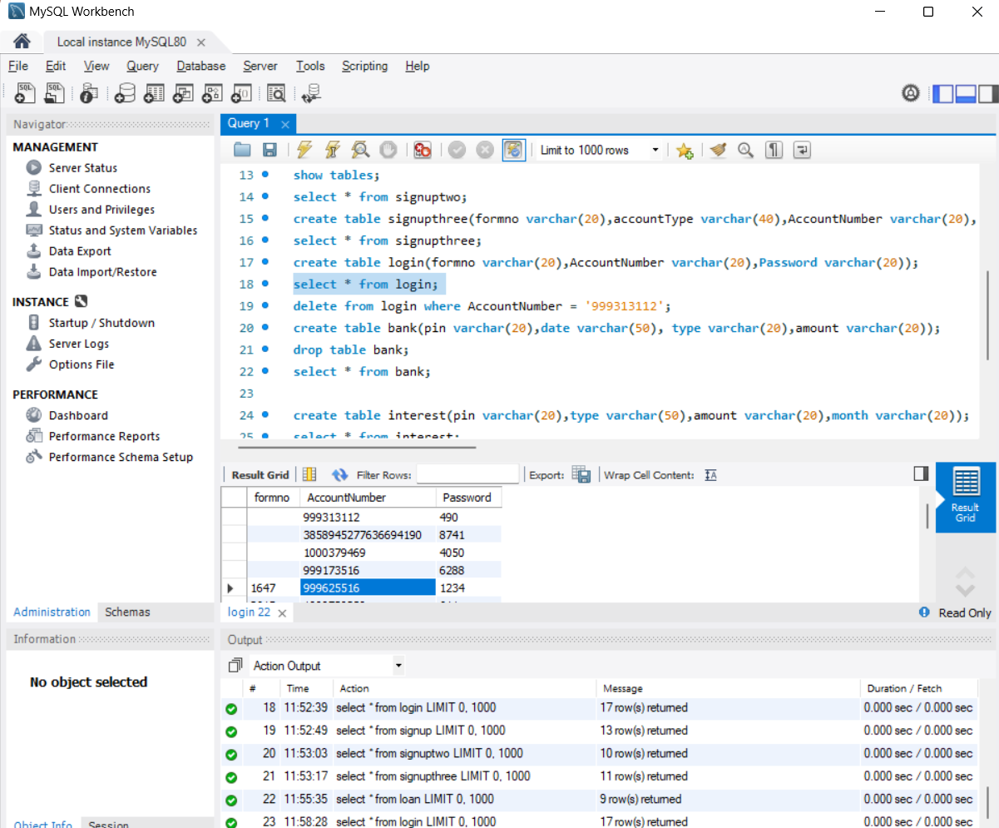 MySQL Workbench
Local instance MySQL80
File Edit View Query Database Server Tools Scripting Help
Navigator
MANAGEMENT
Server Status
Client Connections
Users and Privileges
Status and System Variables
Data Export
Data Import/Restore
INSTANCE
Startup / Shutdown
Server Logs
Options File
PERFORMANCE
Dashboard
Performance Reports
Performance Schema Setup
Administration Schemas
Information
No object selected
Object Info Session
Query 1
Limit to 1000 rows
13 show tables;
14 select * from signuptwo;
15 create table signupthree(formno varchar(20),accountType varchar(40),AccountNumber varchar(20),
16 select * from signupthree;
17 create table login(formno varchar(20),AccountNumber varchar(20),Password varchar(20));
18 select * from login;
19 delete from login where AccountNumber = '999313112';
20 create table bank(pin varchar(20),date varchar(50), type varchar(20),amount varchar(20));
21 drop table bank;
22 select * from bank;
23
24 create table interest(pin varchar(20),type varchar(50),amount varchar(20),month varchar(20));
25 select * from interest;
Result Grid Filter Rows: Export: Wrap Cell Content:
formno AccountNumber Password
999313112 490
3858945277636694190 8741
1000379469 4050
999173516 6288
1647 999625516 1234
Result Grid
login 22
Read Only
Output
Action Output
# Time Action Message Duration / Fetch
18 11:52:39 select * from login LIMIT 0, 1000 17 row(s) returned 0.000 sec / 0.000 sec
19 11:52:49 select * from signup LIMIT 0, 1000 13 row(s) returned 0.000 sec / 0.000 sec
20 11:53:03 select * from signuptwo LIMIT 0, 1000 10 row(s) returned 0.000 sec / 0.000 sec
21 11:53:17 select * from signupthree LIMIT 0, 1000 11 row(s) returned 0.000 sec / 0.000 sec
22 11:55:35 select * from loan LIMIT 0, 1000 9 row(s) returned 0.000 sec / 0.000 sec
23 11:58:28 select * from login LIMIT 0, 1000 17 row(s) returned 0.000 sec / 0.000 sec